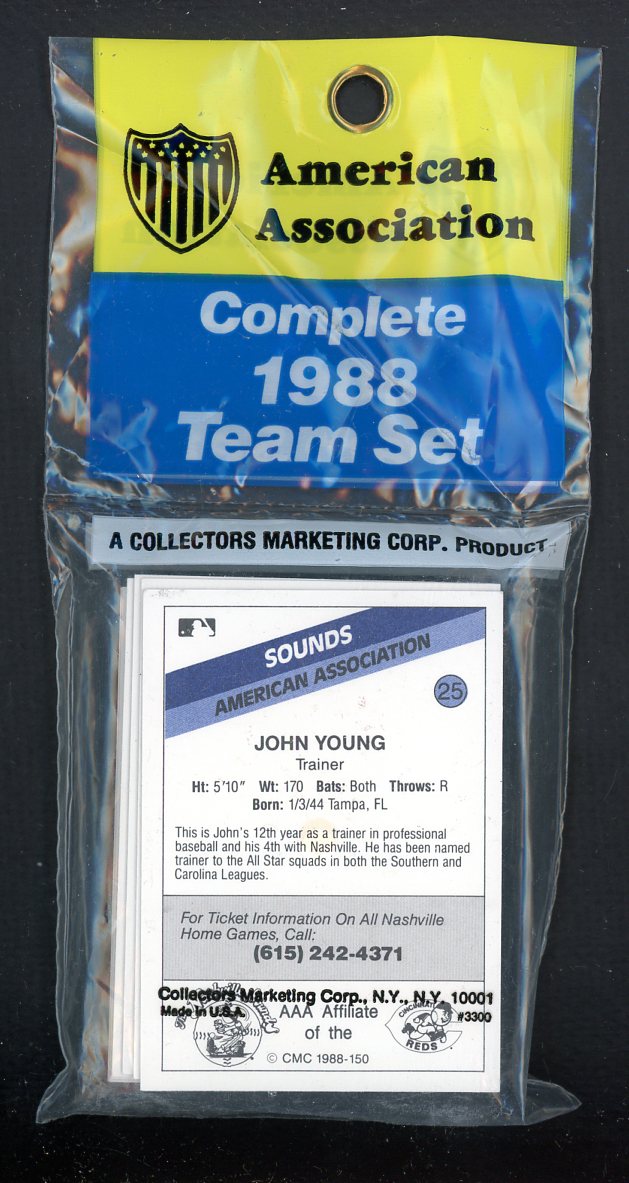 American
Association
Complete
1988
Team Set
A COLLECTORS MARKETING CORP. PRODUCT
SOUNDS
AMERICAN ASSOCIATION
25
JOHN YOUNG
Trainer
Ht: 5'10" Wt: 170 Bats: Both Throws: R
Born: 1/3/44 Tampa, FL
This is John's 12th year as a trainer in professional
baseball and his 4th with Nashville. He has been named
trainer to the All Star squads in both the Southern and
Carolina Leagues.
For Ticket Information On All Nashville
Home Games, Call:
(615) 242-4371
Collectors Marketing Corp., N.Y., N.Y. 10001
Made in U.S.A.
#3300
AAA Affiliate
of the
CINCINNATI
REDS
© CMC 1988-150